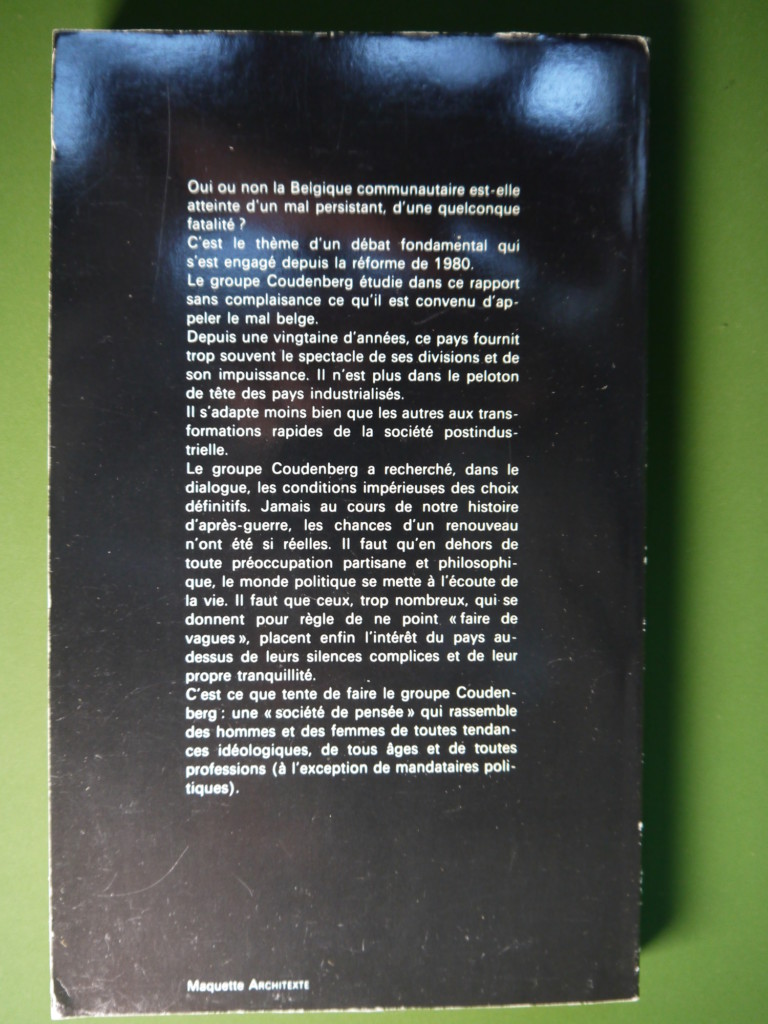 Oui ou non la Belgique communautaire est-elle
atteinte d'un mal persistant, d'une quelconque
fatalité ?
C'est le thème d'un débat fondamental qui
s'est engagé depuis la réforme de 1980.
Le groupe Coudenberg étudie dans ce rapport
sans complaisance ce qu'il est convenu d'ap-
peler le mal belge.
Depuis une vingtaine d'années, ce pays fournit
trop souvent le spectacle de ses divisions et de
son impuissance. Il n'est plus dans le peloton
de tête des pays industrialisés.
Il s'adapte moins bien que les autres aux trans-
formations rapides de la société postindus-
trielle.
Le groupe Coudenberg a recherché, dans le
dialogue, les conditions impérieuses des choix
définitifs. Jamais au cours de notre histoire
d'après-guerre, les chances d'un renouveau
n'ont été si réelles. Il faut qu'en dehors de
toute préoccupation partisane et philosophi-
que, le monde politique se mette à l'écoute de
la vie. Il faut que ceux, trop nombreux, qui se
donnent pour règle de ne point « faire de
vagues », placent enfin l'intérêt du pays au-
dessus de leurs silences complices et de leur
propre tranquillité.
C'est ce que tente de faire le groupe Couden-
berg : une « société de pensée » qui rassemble
des hommes et des femmes de toutes tendan-
ces idéologiques, de tous âges et de toutes
professions (à l'exception de mandataires poli-
tiques).
Maquette ARCHITEXTE